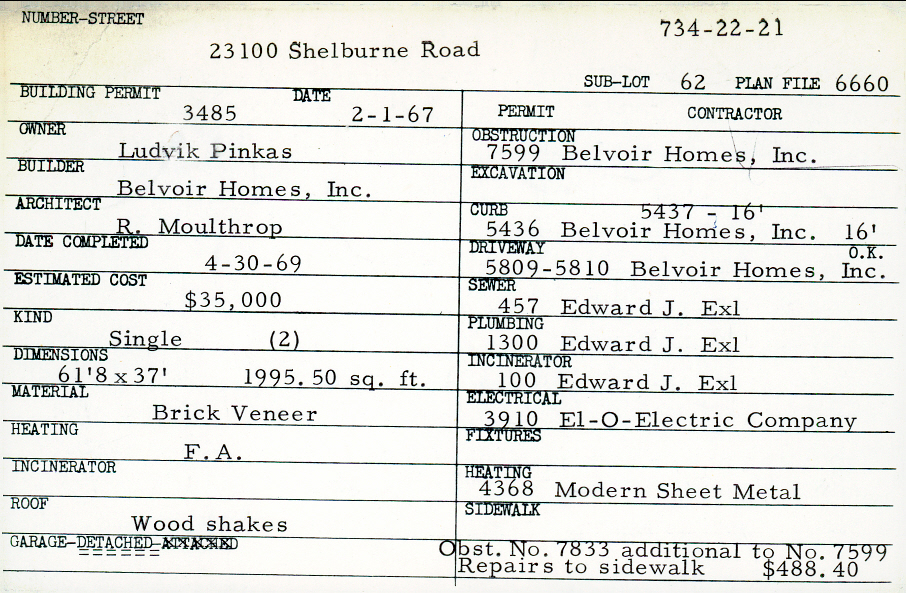 NUMBER-STREET
734-22-21
23100 Shelburne Road
SUB-LOT 62 PLAN FILE 6660
BUILDING PERMIT DATE
3485 2-1-67
OWNER
Ludvik Pinkas
BUILDER
Belvoir Homes, Inc.
ARCHITECT
R. Moulthrop
DATE COMPLETED
4-30-69
ESTIMATED COST
$35,000
KIND
Single (2)
DIMENSIONS
61'8 x 37' 1995.50 sq. ft.
MATERIAL
Brick Veneer
HEATING
F.A.
INCINERATOR
ROOF
Wood shakes
GARAGE-DETACHED-ATTACHED
PERMIT CONTRACTOR
OBSTRUCTION
7599 Belvoir Homes, Inc.
EXCAVATION
CURB 5437 - 16'
5436 Belvoir Homes, Inc. 16'
DRIVEWAY O.K.
5809-5810 Belvoir Homes, Inc.
SEWER
457 Edward J. Exl
PLUMBING
1300 Edward J. Exl
INCINERATOR
100 Edward J. Exl
ELECTRICAL
3910 El-O-Electric Company
FIXTURES
HEATING
4368 Modern Sheet Metal
SIDEWALK
Obst. No. 7833 additional to No. 7599
Repairs to sidewalk $488.40